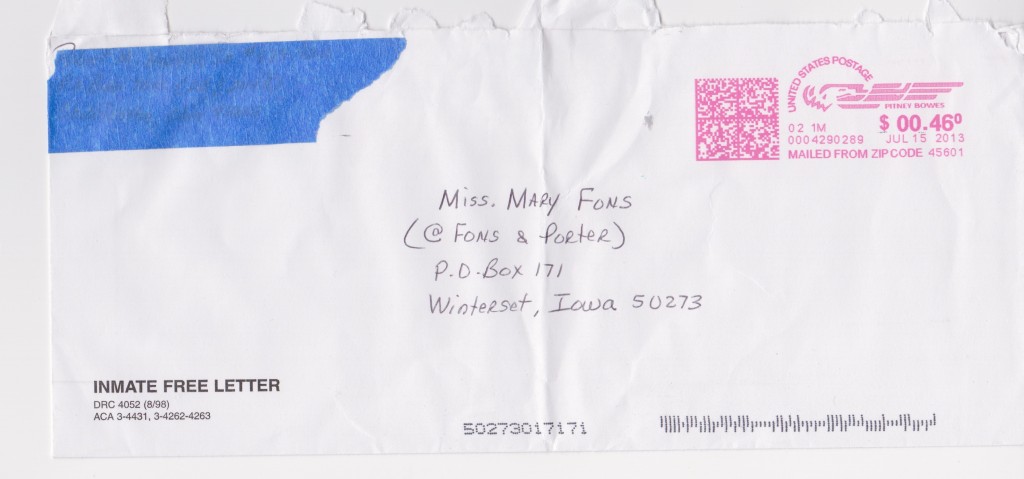 UNITED STATES POSTAGE
PITNEY BOWES
02 1M
$ 00.46⁰
0004290289
JUL 15 2013
MAILED FROM ZIP CODE 45601
Miss. Mary Fons
(@ Fons & Porter)
P.O. Box 171
Winterset, Iowa 50273
INMATE FREE LETTER
DRC 4052 (8/98)
ACA 3-4431, 3-4262-4263
50273017171